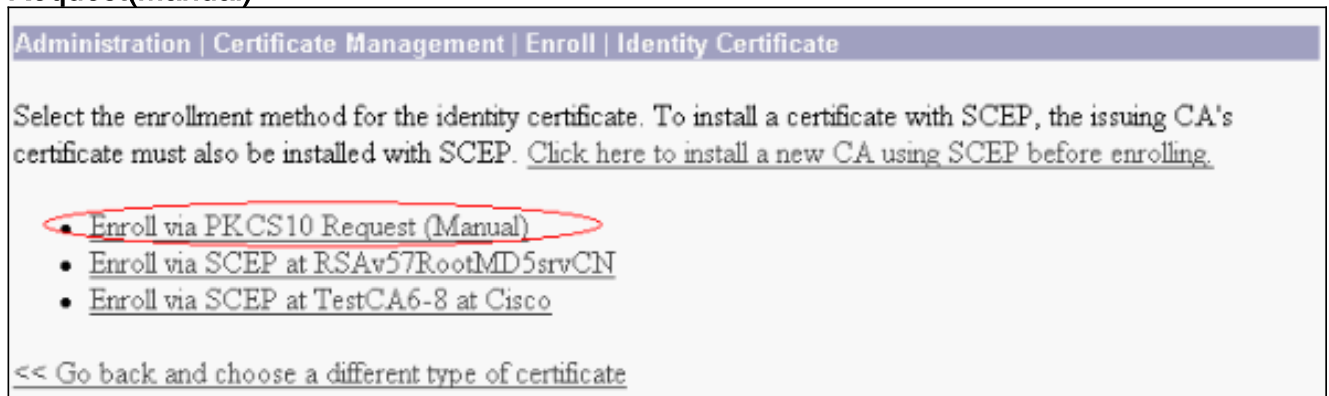 Request(manual)
Administration | Certificate Management | Enroll | Identity Certificate
Select the enrollment method for the identity certificate. To install a certificate with SCEP, the issuing CA's
certificate must also be installed with SCEP. Click here to install a new CA using SCEP before enrolling.
• Enroll via PKCS10 Request (Manual)
• Enroll via SCEP at RSAv57RootMD5srvCN
• Enroll via SCEP at TestCA6-8 at Cisco
<< Go back and choose a different type of certificate